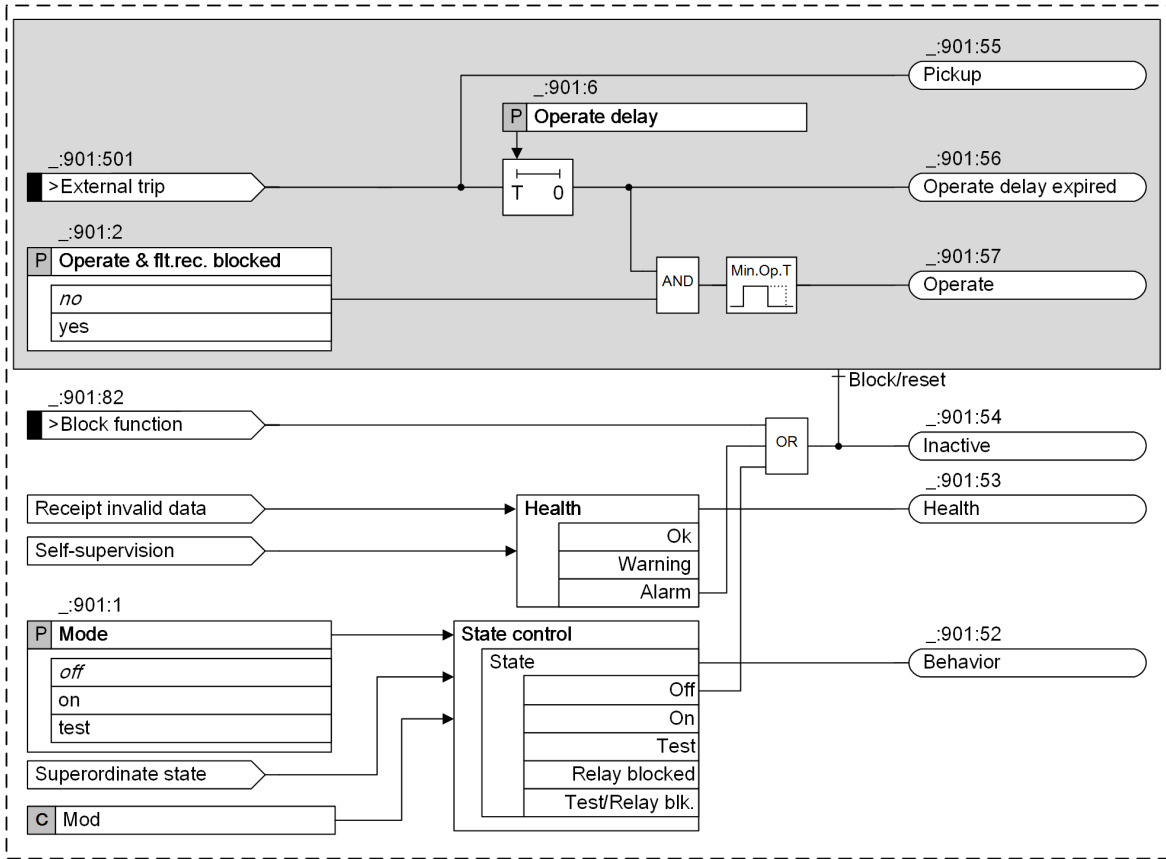 _:901:55
Pickup
_:901:6
P Operate delay
_:901:501
>External trip
T 0
_:901:56
Operate delay expired
_:901:2
P Operate & flt.rec. blocked
no
yes
AND
Min.Op.T
_:901:57
Operate
Block/reset
_:901:82
>Block function
OR
_:901:54
Inactive
_:901:53
Health
Receipt invalid data
Self-supervision
Health
Ok
Warning
Alarm
_:901:1
P Mode
off
on
test
Superordinate state
C Mod
State control
State
Off
On
Test
Relay blocked
Test/Relay blk.
_:901:52
Behavior